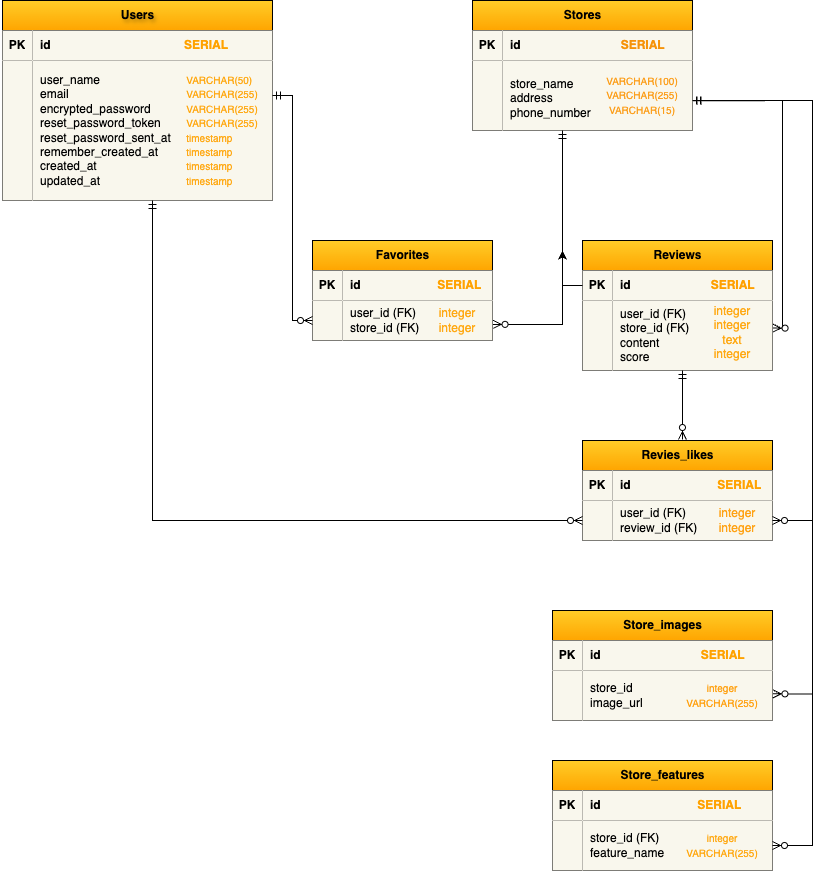 Users
PK id SERIAL
user_name VARCHAR(50)
email VARCHAR(255)
encrypted_password VARCHAR(255)
reset_password_token VARCHAR(255)
reset_password_sent_at timestamp
remember_created_at timestamp
created_at timestamp
updated_at timestamp
Stores
PK id SERIAL
store_name VARCHAR(100)
address VARCHAR(255)
phone_number VARCHAR(15)
Favorites
PK id SERIAL
user_id (FK) integer
store_id (FK) integer
Reviews
PK id SERIAL
user_id (FK) integer
store_id (FK) integer
content text
score integer
Revies_likes
PK id SERIAL
user_id (FK) integer
review_id (FK) integer
Store_images
PK id SERIAL
store_id integer
image_url VARCHAR(255)
Store_features
PK id SERIAL
store_id (FK) integer
feature_name VARCHAR(255)